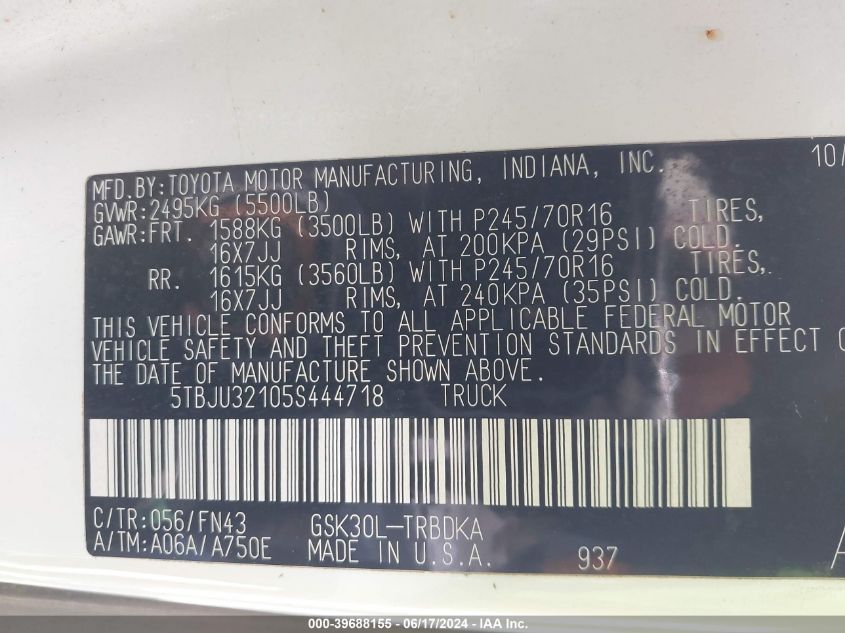 MFD.BY:TOYOTA MOTOR MANUFACTURING, INDIANA, INC. 10/
GVWR:2495KG (5500LB)
GAWR:FRT. 1588KG (3500LB) WITH P245/70R16 TIRES,
16X7JJ RIMS, AT 200KPA (29PSI) COLD.
RR. 1615KG (3560LB) WITH P245/70R16 TIRES,
16X7JJ RIMS, AT 240KPA (35PSI) COLD.
THIS VEHICLE CONFORMS TO ALL APPLICABLE FEDERAL MOTOR
VEHICLE SAFETY AND THEFT PREVENTION STANDARDS IN EFFECT
THE DATE OF MANUFACTURE SHOWN ABOVE.
5TBJU32105S444718 TRUCK
C/TR:056/FN43 GSK30L-TRBDKA
A/TM:A06A/A750E MADE IN U.S.A. 937
000-39688155 - 06/17/2024 - IAA Inc.